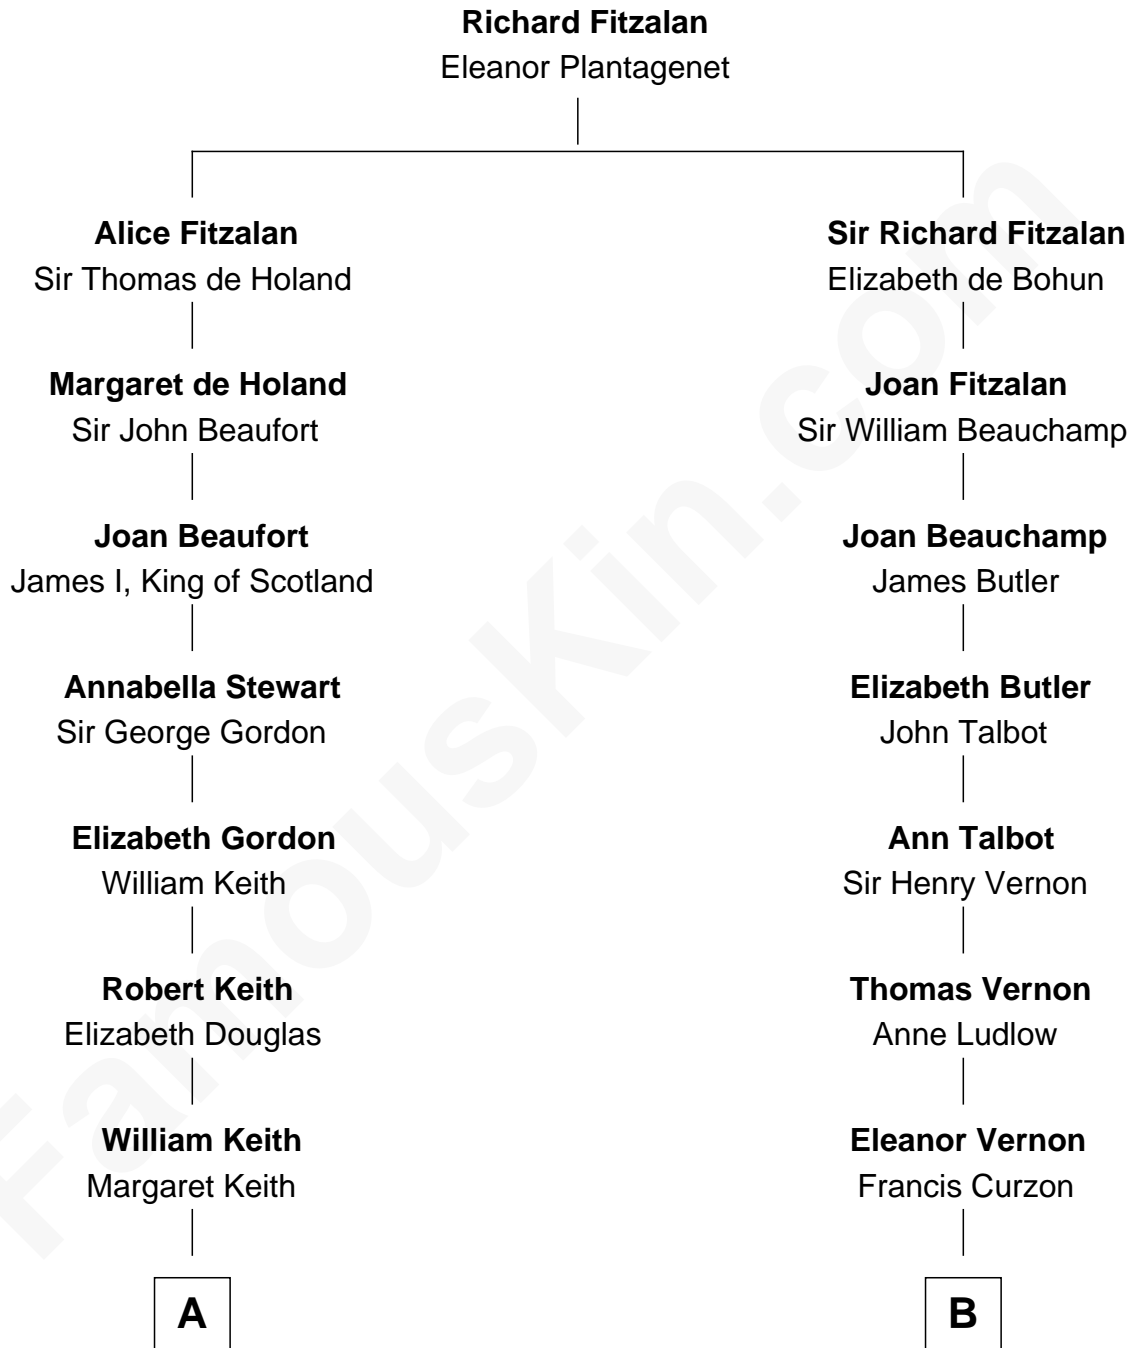 Richard Fitzalan
Eleanor Plantagenet
Alice Fitzalan
Sir Thomas de Holand
Sir Richard Fitzalan
Elizabeth de Bohun
Margaret de Holand
Sir John Beaufort
Joan Fitzalan
Sir William Beauchamp
Joan Beaufort
James I, King of Scotland
Joan Beauchamp
James Butler
Annabella Stewart
Sir George Gordon
Elizabeth Butler
John Talbot
Elizabeth Gordon
William Keith
Ann Talbot
Sir Henry Vernon
Robert Keith
Elizabeth Douglas
Thomas Vernon
Anne Ludlow
William Keith
Margaret Keith
Eleanor Vernon
Francis Curzon
A
B
FamousKin.com